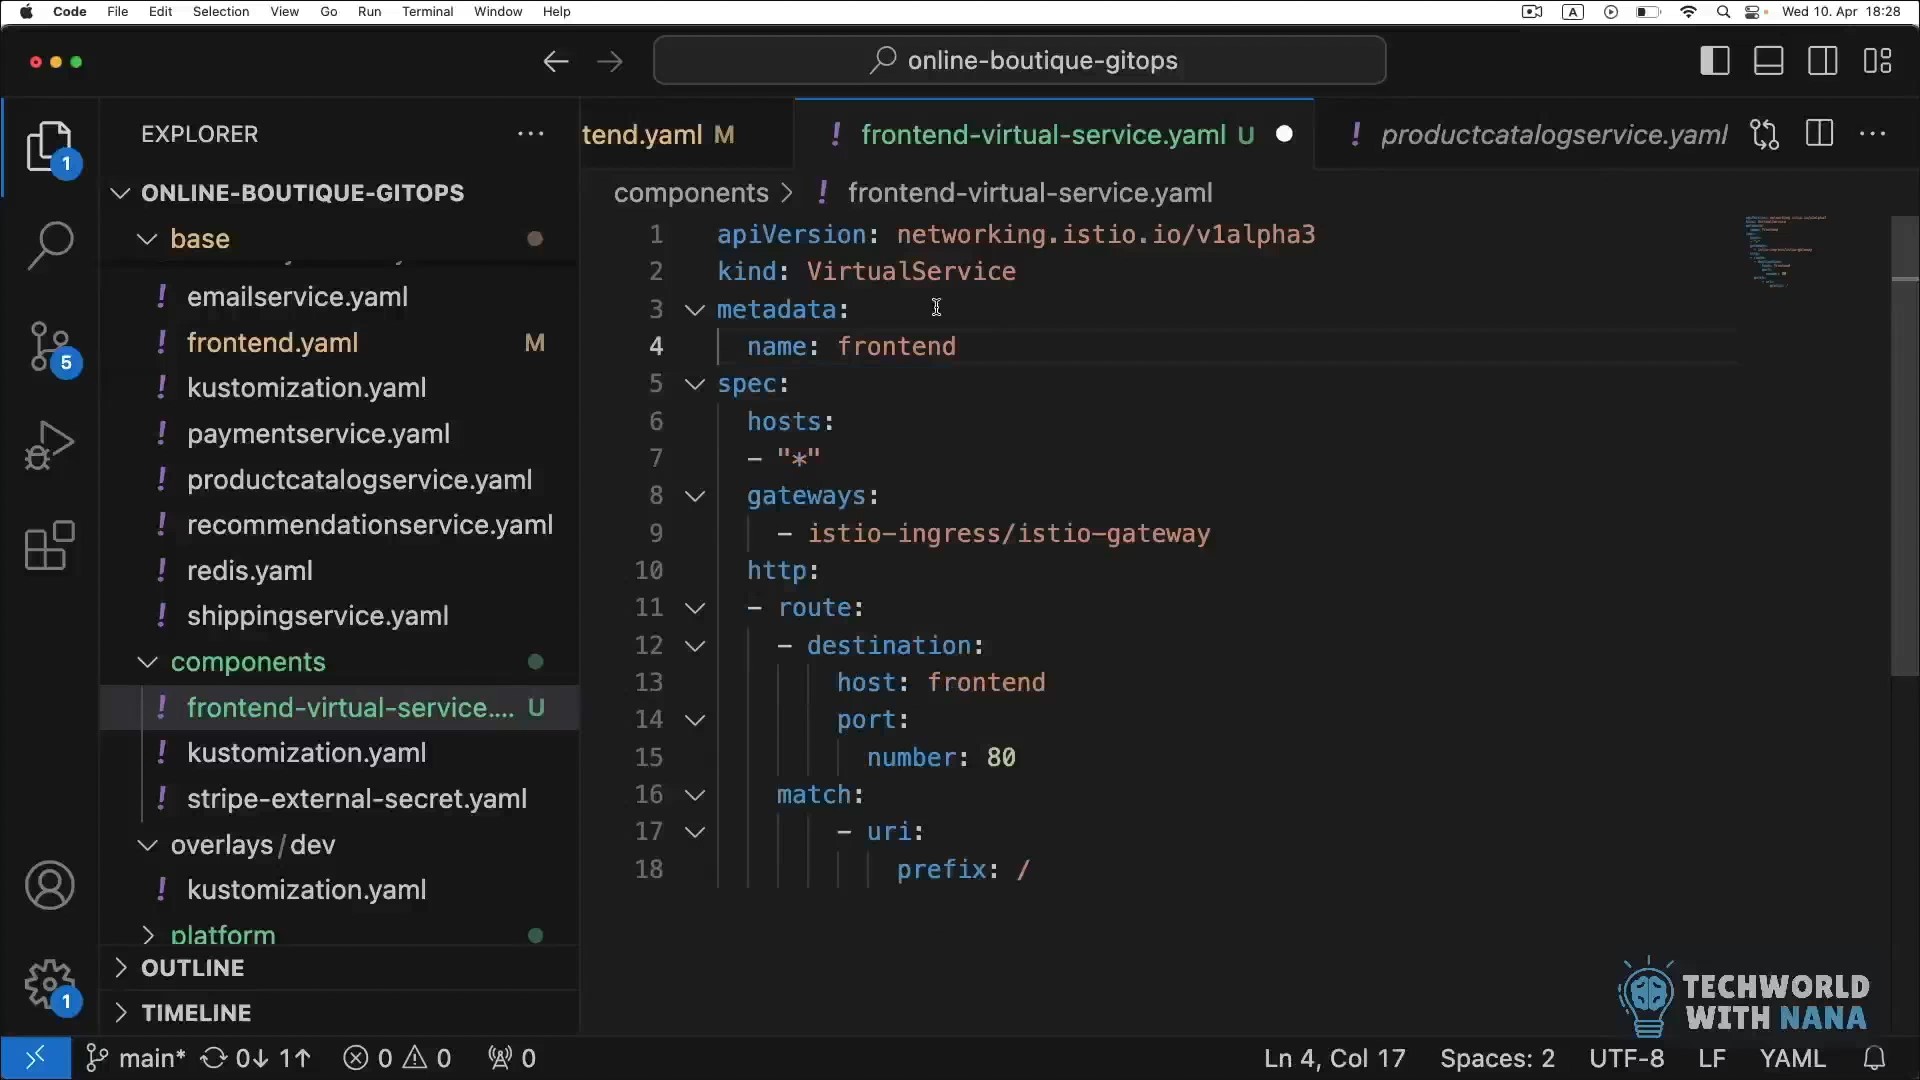 Code File Edit Selection View Go Run Terminal Window Help A Wed 10. Apr 18:28
online-boutique-gitops
EXPLORER
1
ONLINE-BOUTIQUE-GITOPS
base
! emailservice.yaml
! frontend.yaml M
! kustomization.yaml
5
! paymentservice.yaml
! productcatalogservice.yaml
! recommendationservice.yaml
! redis.yaml
! shippingservice.yaml
components
! frontend-virtual-service.... U
! kustomization.yaml
! stripe-external-secret.yaml
overlays / dev
! kustomization.yaml
platform
OUTLINE
1
TIMELINE
tend.yaml M
! frontend-virtual-service.yaml U
! productcatalogservice.yaml
components > ! frontend-virtual-service.yaml
1 apiVersion: networking.istio.io/v1alpha3
2 kind: VirtualService
3 metadata:
4 name: frontend
5 spec:
6 hosts:
7 - "*"
8 gateways:
9 - istio-ingress/istio-gateway
10 http:
11 - route:
12 - destination:
13 host: frontend
14 port:
15 number: 80
16 match:
17 - uri:
18 prefix: /
TECHWORLD
WITH NANA
main* 0↓ 1↑ 0 0 0 Ln 4, Col 17 Spaces: 2 UTF-8 LF YAML